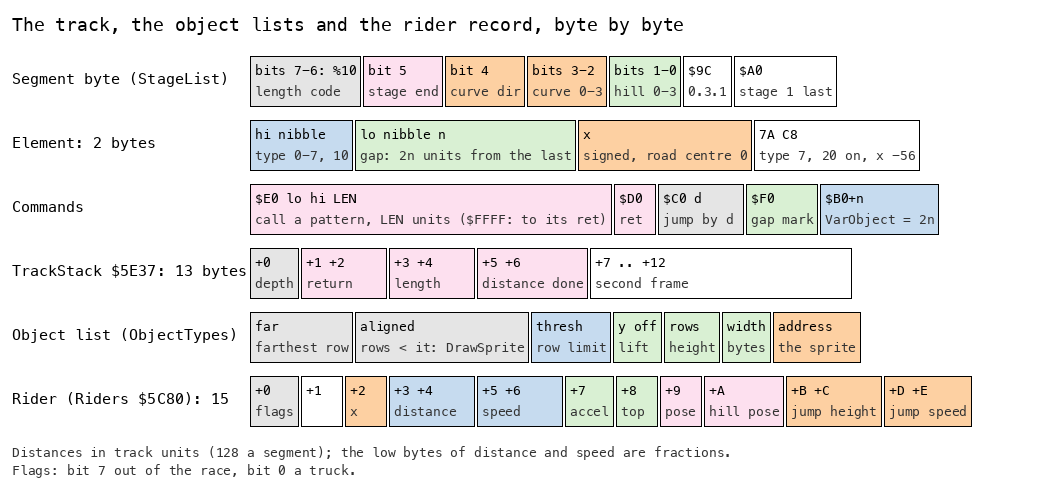 The track, the object lists and the rider record, byte by byte
Segment byte (StageList)
bits 7–6: %10 bit 5 bit 4 bits 3–2 bits 1–0 $9C $A0
length code stage end curve dir curve 0–3 hill 0–3 0.3.1 stage 1 last
Element: 2 bytes
hi nibble lo nibble n x 7A C8
type 0–7, 10 gap: 2n units from the last signed, road centre 0 type 7, 20 on, x −56
Commands
$E0 lo hi LEN $D0 $C0 d $F0 $B0+n
call a pattern, LEN units ($FFFF: to its ret) ret jump by d gap mark VarObject = 2n
TrackStack $5E37: 13 bytes
+0 +1 +2 +3 +4 +5 +6 +7 .. +12
depth return length distance done second frame
Object list (ObjectTypes)
far aligned thresh y off rows width address
farthest row rows < it: DrawSprite row limit lift height bytes the sprite
Rider (Riders $5C80): 15
+0 +1 +2 +3 +4 +5 +6 +7 +8 +9 +A +B +C +D +E
flags x distance speed accel top pose hill pose jump height jump speed
Distances in track units (128 a segment); the low bytes of distance and speed are fractions.
Flags: bit 7 out of the race, bit 0 a truck.